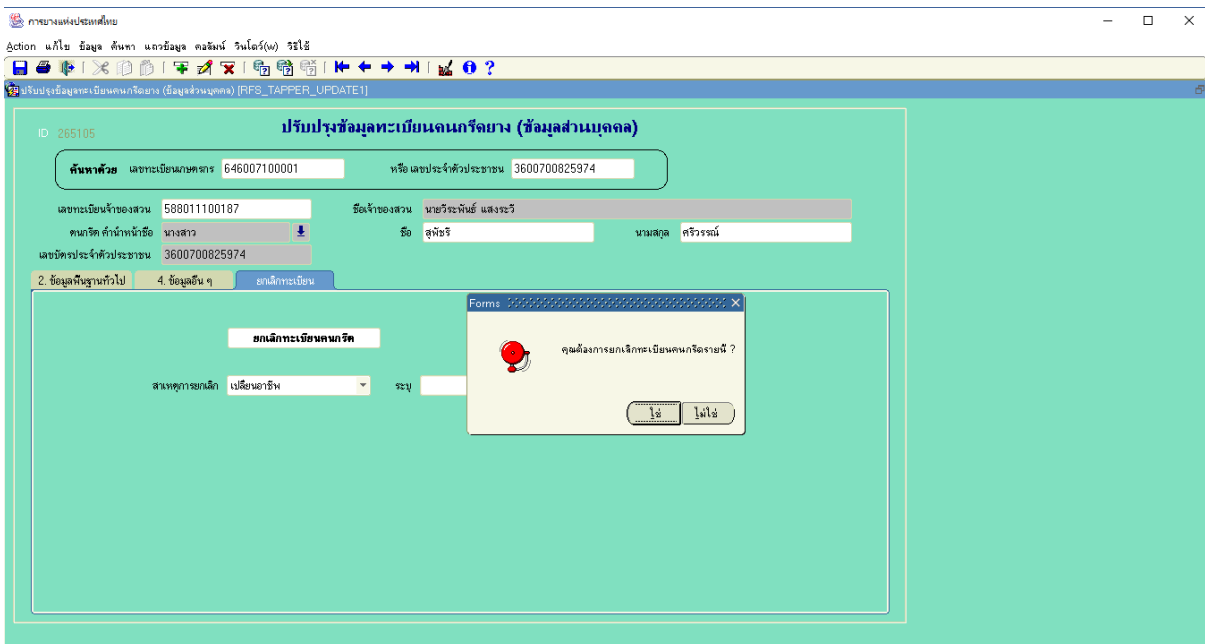 การยางแห่งประเทศไทย
Action แก้ไข ข้อมูล ค้นหา แถวข้อมูล คอลัมน์ วินโดว์(w) วิธีใช้
ปรับปรุงข้อมูลทะเบียนคนกรีดยาง (ข้อมูลส่วนบุคคล) [RFS_TAPPER_UPDATE1]
ID 265105 ปรับปรุงข้อมูลทะเบียนคนกรีดยาง (ข้อมูลส่วนบุคคล)
ค้นหาด้วย เลขทะเบียนเกษตรกร 646007100001 หรือ เลขประจำตัวประชาชน 3600700825974
เลขทะเบียนเจ้าของสวน 588011100187 ชื่อเจ้าของสวน นายวีระพันธ์ แสงระวี
คนกรีด คำนำหน้าชื่อ นางสาว ชื่อ สุพัชรี นามสกุล ศรีวรรณ์
เลขบัตรประจำตัวประชาชน 3600700825974
2. ข้อมูลพื้นฐานทั่วไป 4. ข้อมูลอื่น ๆ ยกเลิกทะเบียน
Forms
ยกเลิกทะเบียนคนกรีด
คุณต้องการยกเลิกทะเบียนคนกรีดรายนี้ ?
สาเหตุการยกเลิก เปลี่ยนอาชีพ ระบุ
ใช่ ไม่ใช่